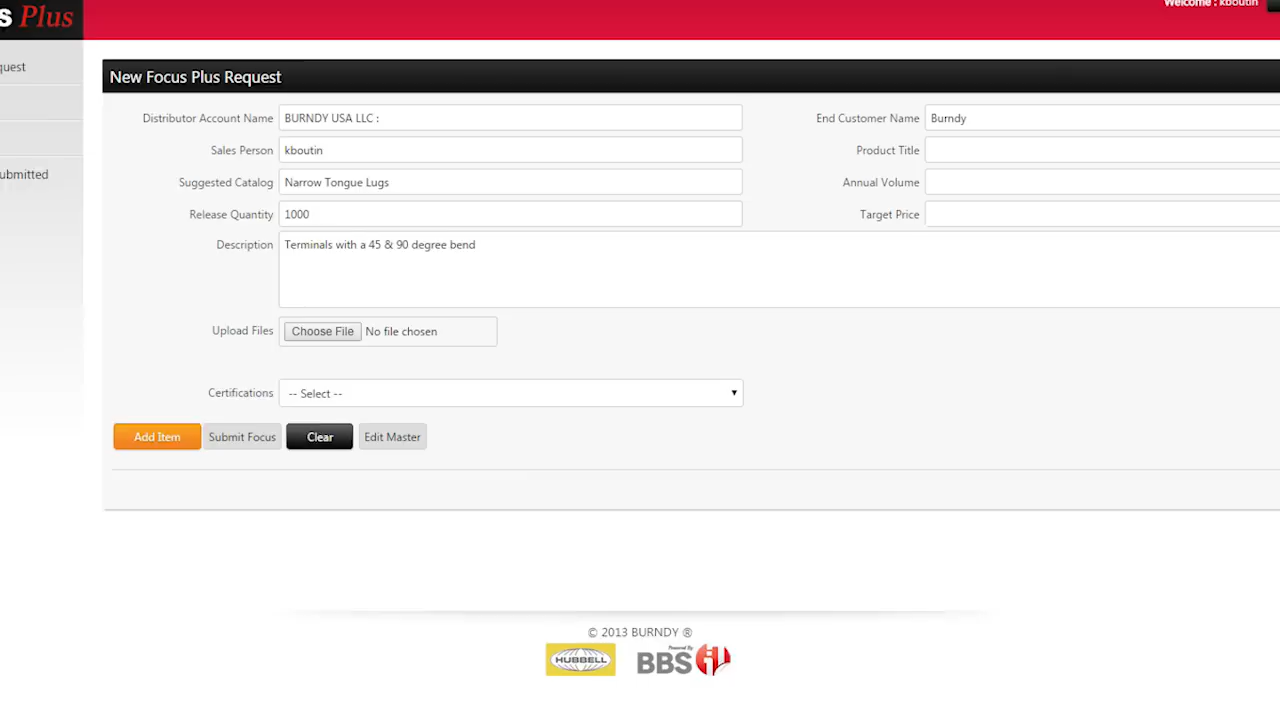 s Plus
Welcome : kboutin
quest
ubmitted
New Focus Plus Request
Distributor Account Name BURNDY USA LLC : End Customer Name Burndy
Sales Person kboutin Product Title
Suggested Catalog Narrow Tongue Lugs Annual Volume
Release Quantity 1000 Target Price
Description Terminals with a 45 & 90 degree bend
Upload Files Choose File No file chosen
Certifications -- Select --
Add Item Submit Focus Clear Edit Master
© 2013 BURNDY ®
HUBBELL Powered By BBS